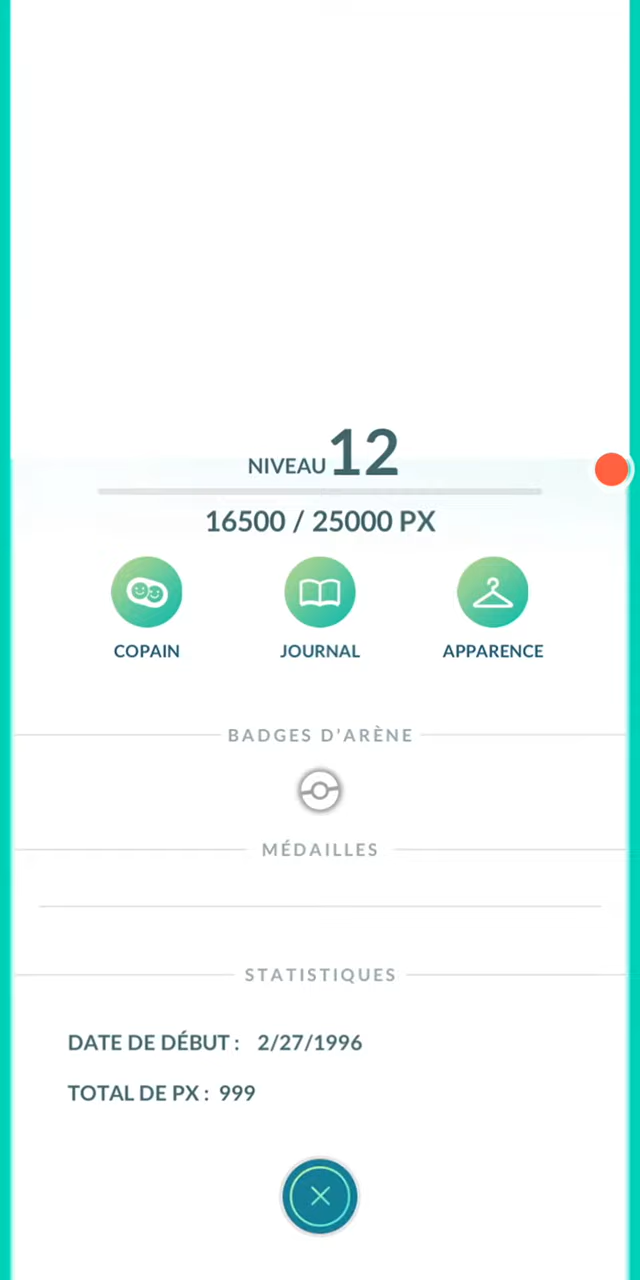 NIVEAU 12
16500 / 25000 PX
COPAIN JOURNAL APPARENCE
BADGES D'ARÈNE
MÉDAILLES
STATISTIQUES
DATE DE DÉBUT : 2/27/1996
TOTAL DE PX : 999